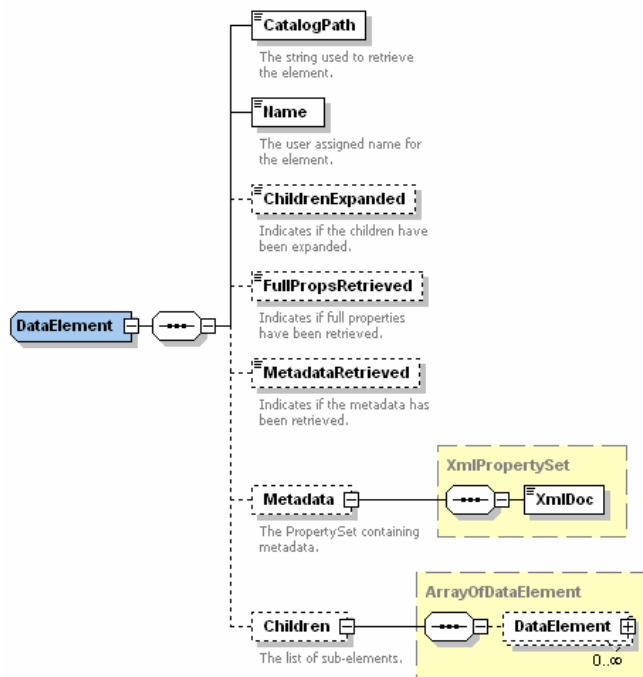 CatalogPath
The string used to retrieve
the element.
Name
The user assigned name for
the element.
ChildrenExpanded
Indicates if the children have
been expanded.
FullPropsRetrieved
Indicates if full properties
have been retrieved.
DataElement
MetadataRetrieved
Indicates if the metadata has
been retrieved.
XmlPropertySet
Metadata
XmlDoc
The PropertySet containing
metadata.
ArrayOfDataElement
Children
DataElement
0..∞
The list of sub-elements.